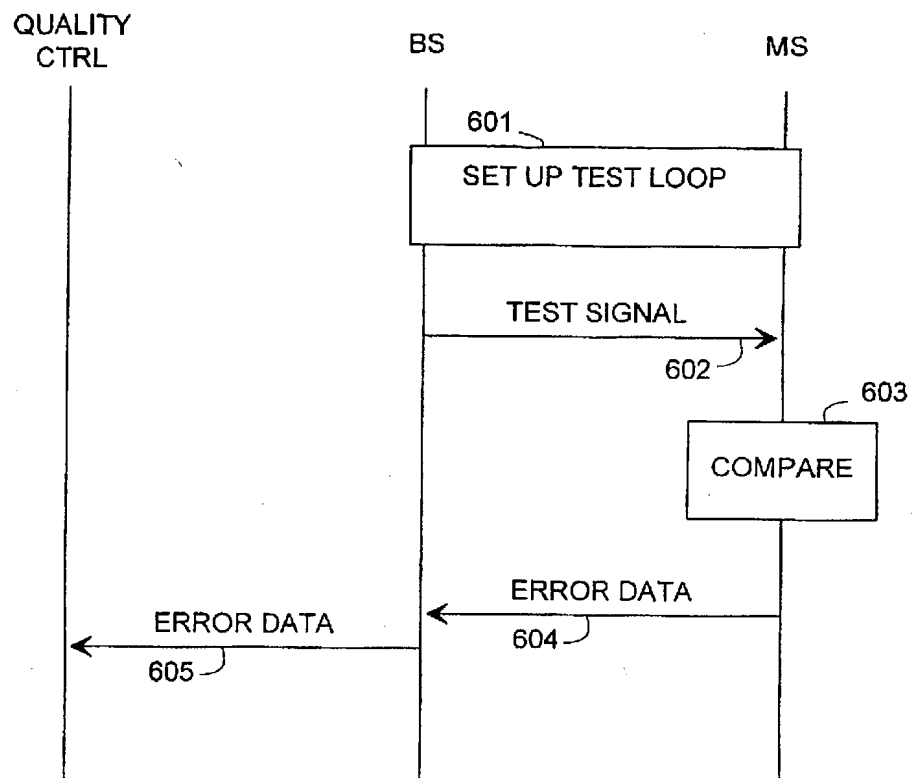 QUALITY
CTRL
BS
MS
601
SET UP TEST LOOP
TEST SIGNAL
602
603
COMPARE
ERROR DATA
604
ERROR DATA
605